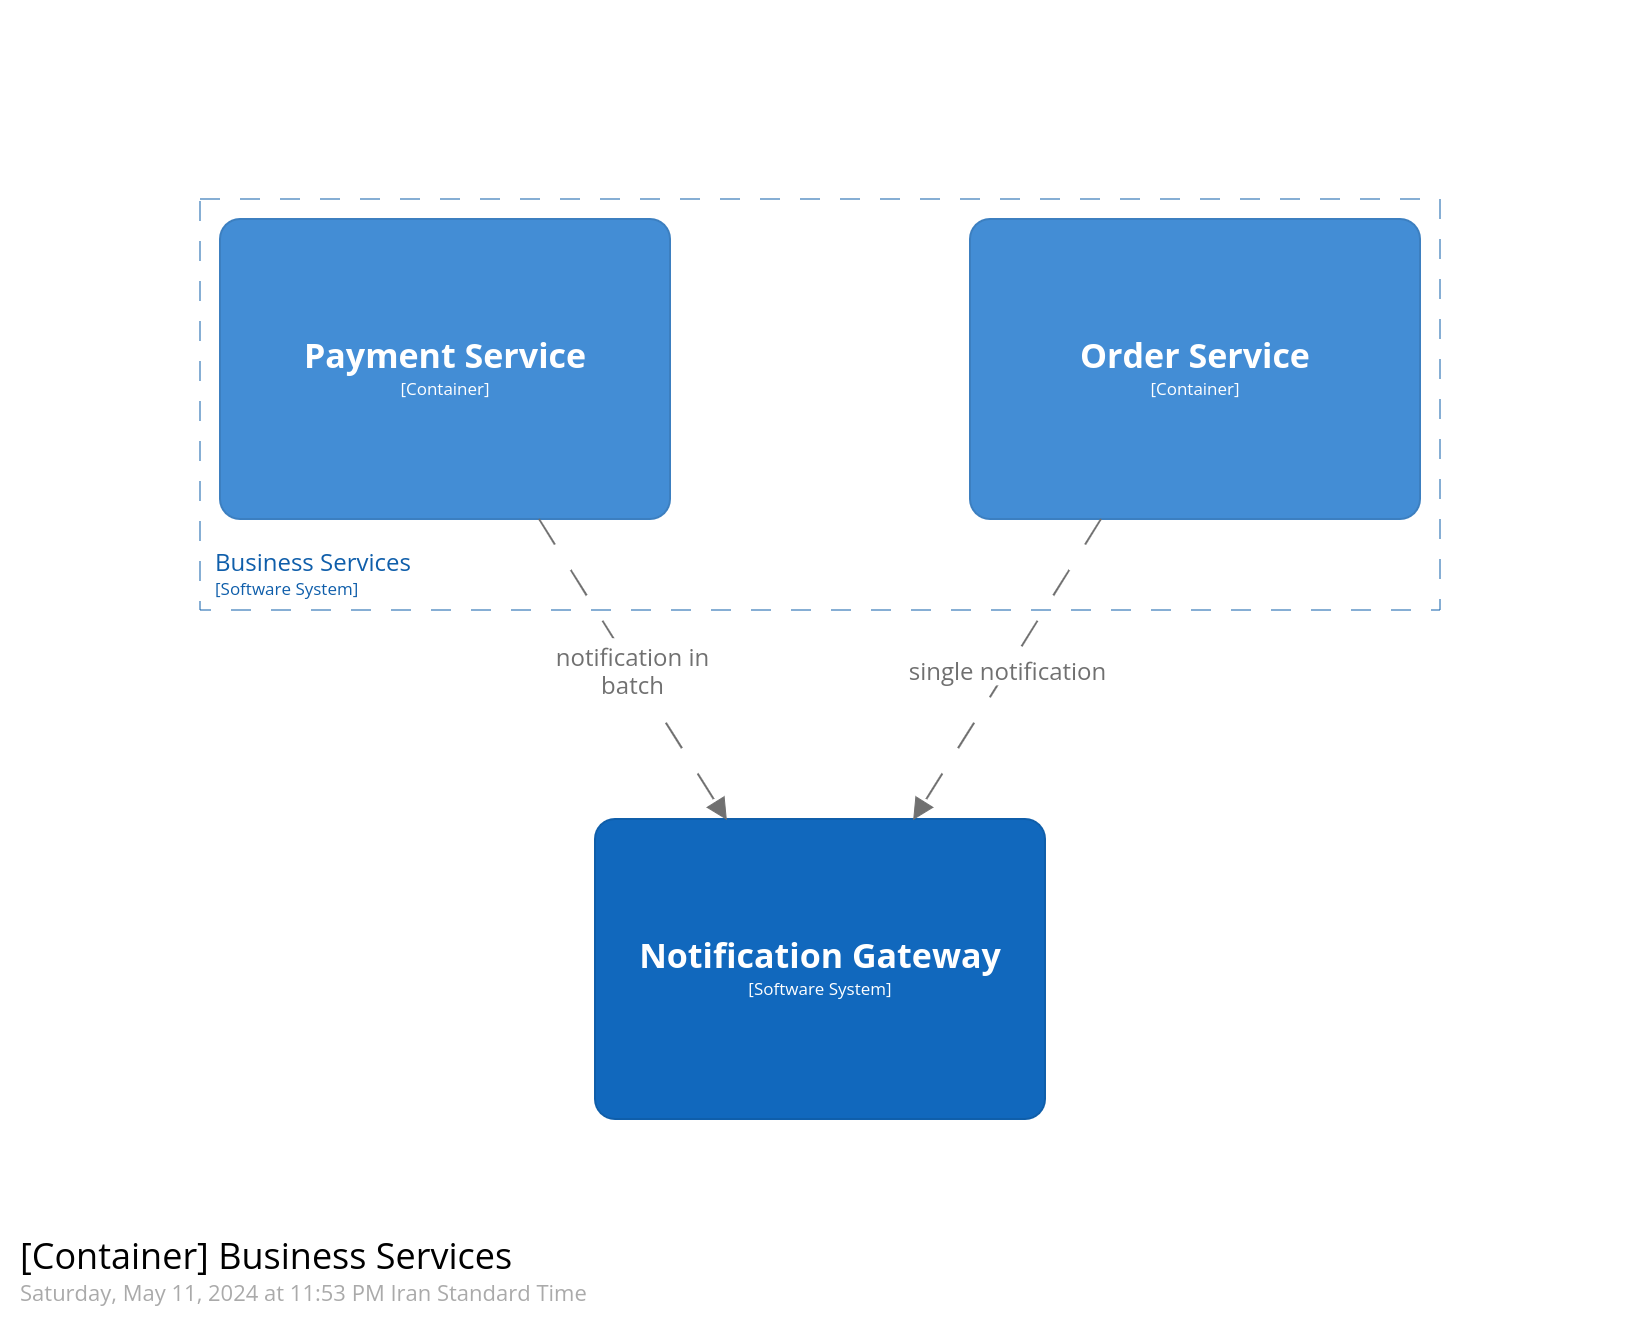 Payment Service
[Container]
Order Service
[Container]
Business Services
[Software System]
notification in
batch
single notification
Notification Gateway
[Software System]
[Container] Business Services
Saturday, May 11, 2024 at 11:53 PM Iran Standard Time